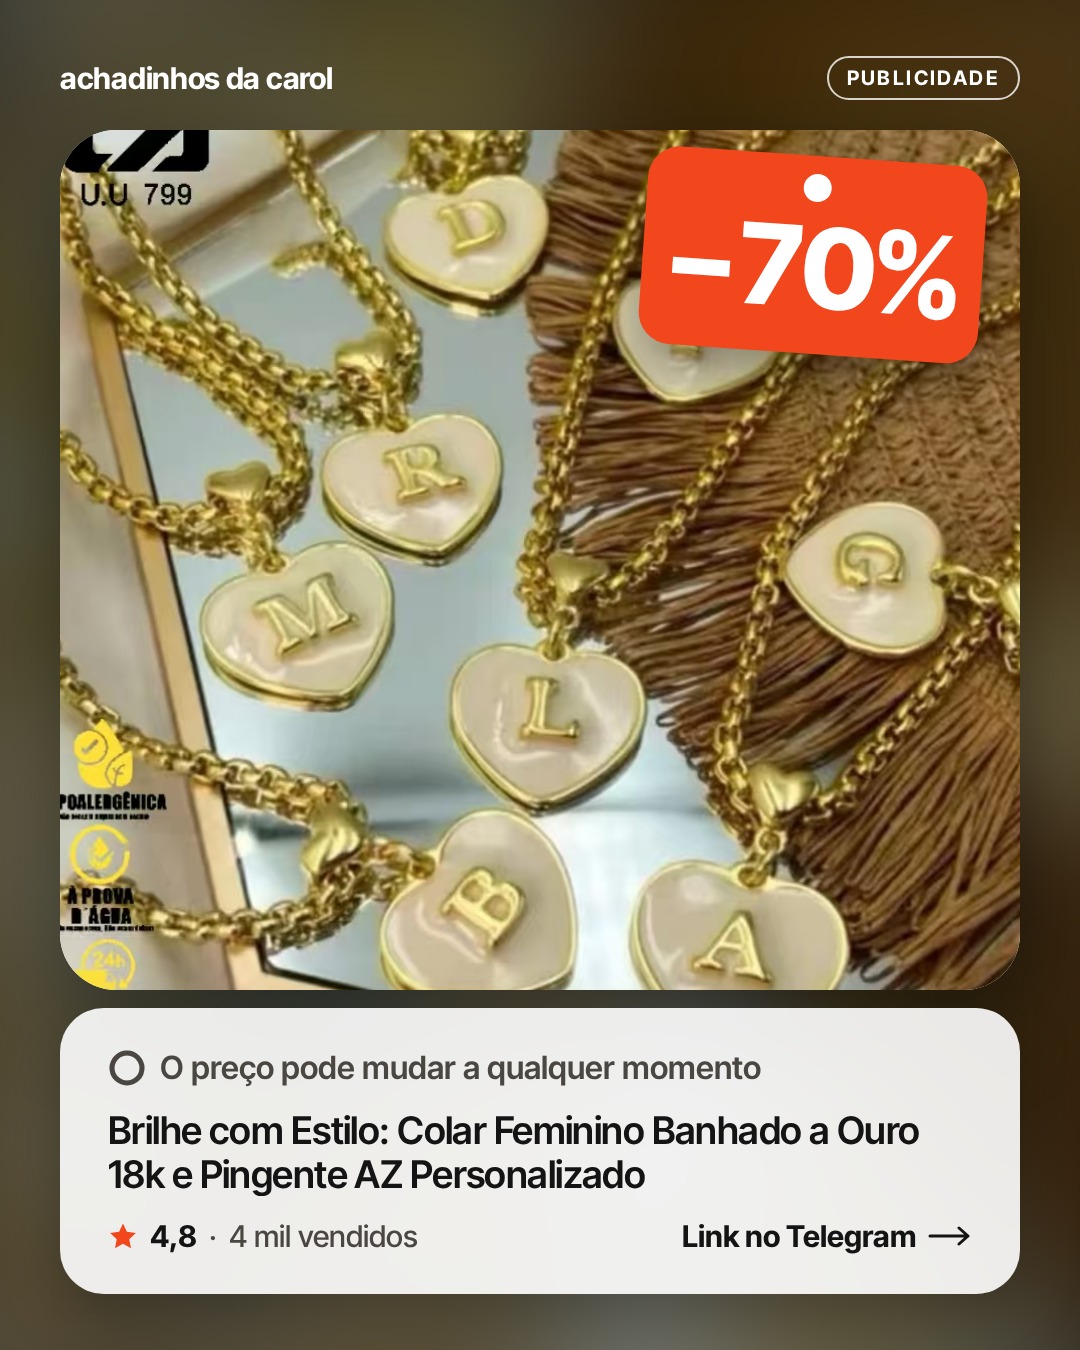 achadinhos da carol
PUBLICIDADE
U.U 799
-70%
D
R
M
G
L
B
A
POALERGÊNICA
À PROVA
D'ÁGUA
24h
O preço pode mudar a qualquer momento
Brilhe com Estilo: Colar Feminino Banhado a Ouro
18k e Pingente AZ Personalizado
4,8 · 4 mil vendidos
Link no Telegram →